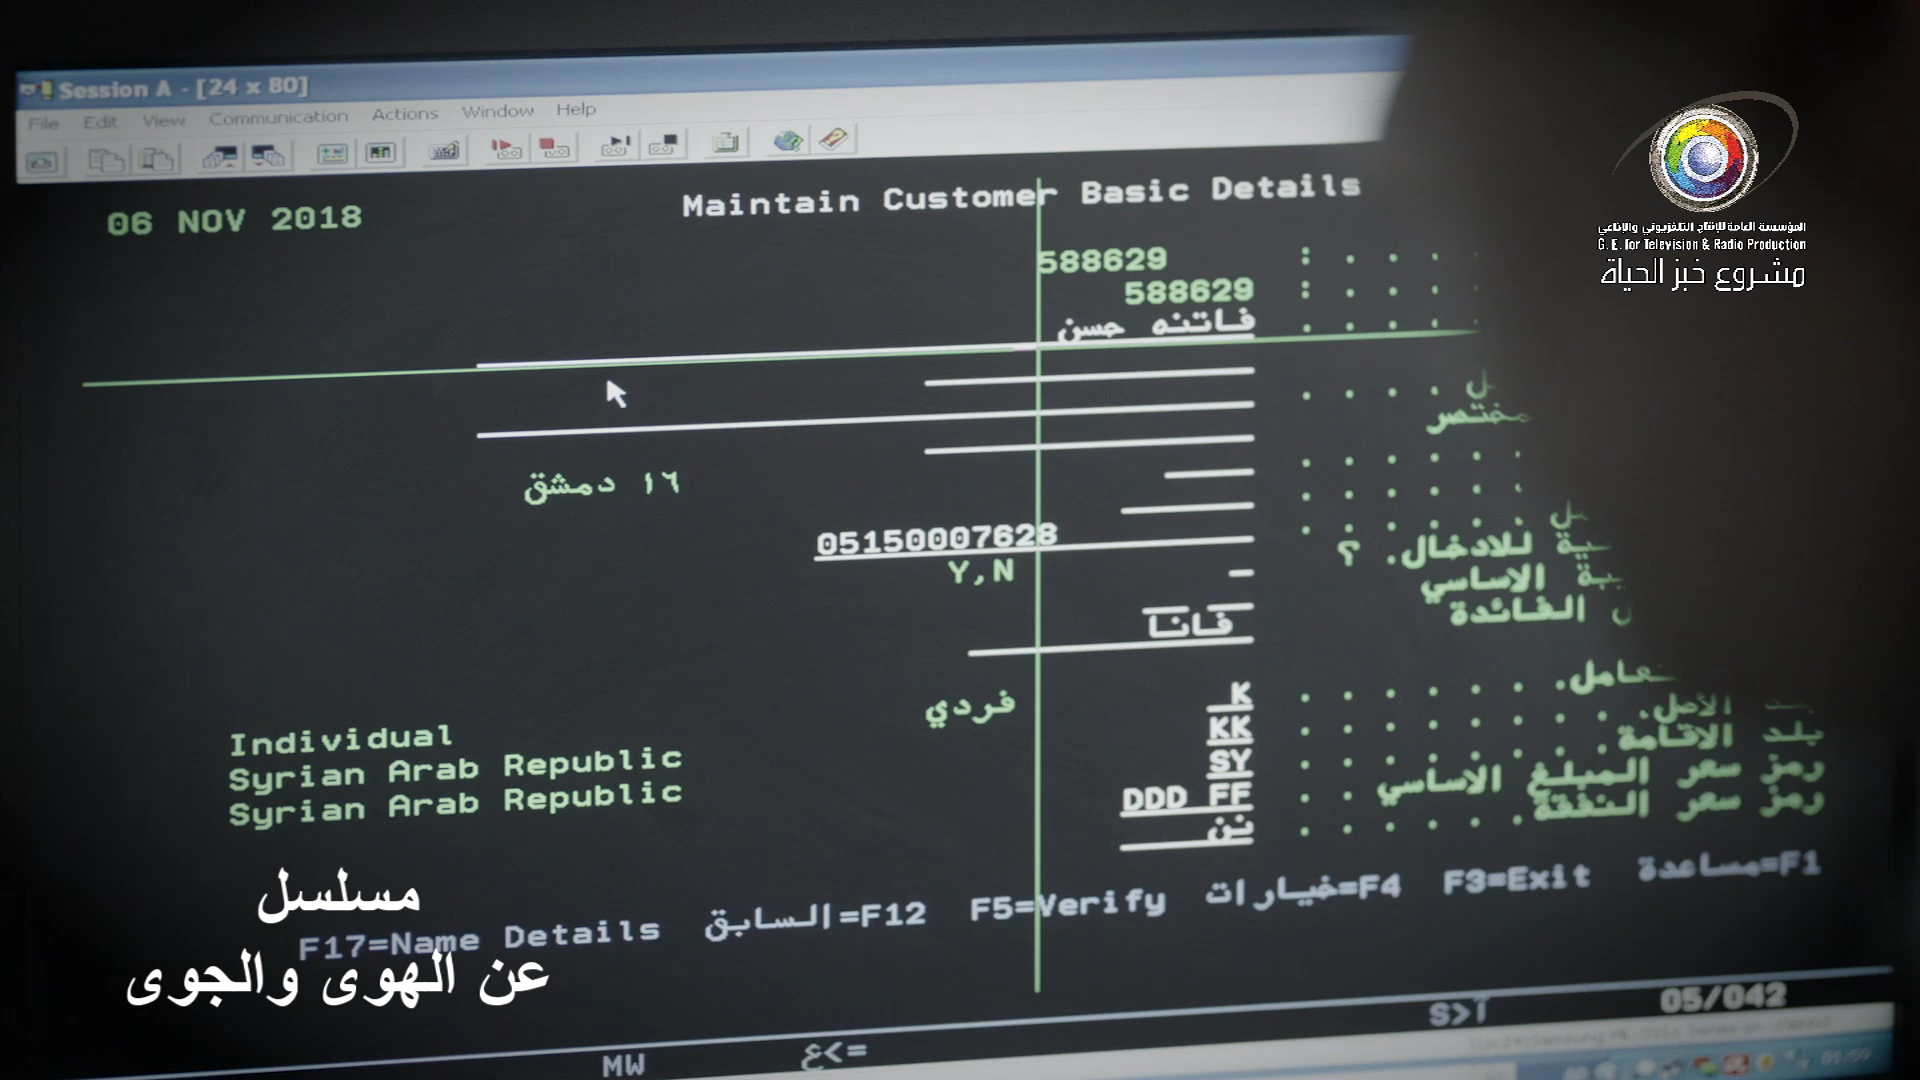 Session A - [24 x 80]
File Edit View Communication Actions Window Help
06 NOV 2018 Maintain Customer Basic Details
588629
588629
فاتنه حسن
مختصر
١٦ دمشق
05150007628
للادخال. ؟
Y,N
الاساسي
الفائدة
فانا
K فردي
Individual
الأصل. KK
Syrian Arab Republic
بلد الاقامة SY
Syrian Arab Republic
رمز سعر المبلغ الاساسي DDD FF
رمز سعر النفقة نن
F1=مساعدة F3=Exit F4=خيارات F5=Verify F12=السابق
F17=Name Details
05/042
MW
المؤسسة العامة للإنتاج التلفزيوني والإذاعي
G. E. for Television & Radio Production
مشروع خبز الحياة
مسلسل
عن الهوى والجوى